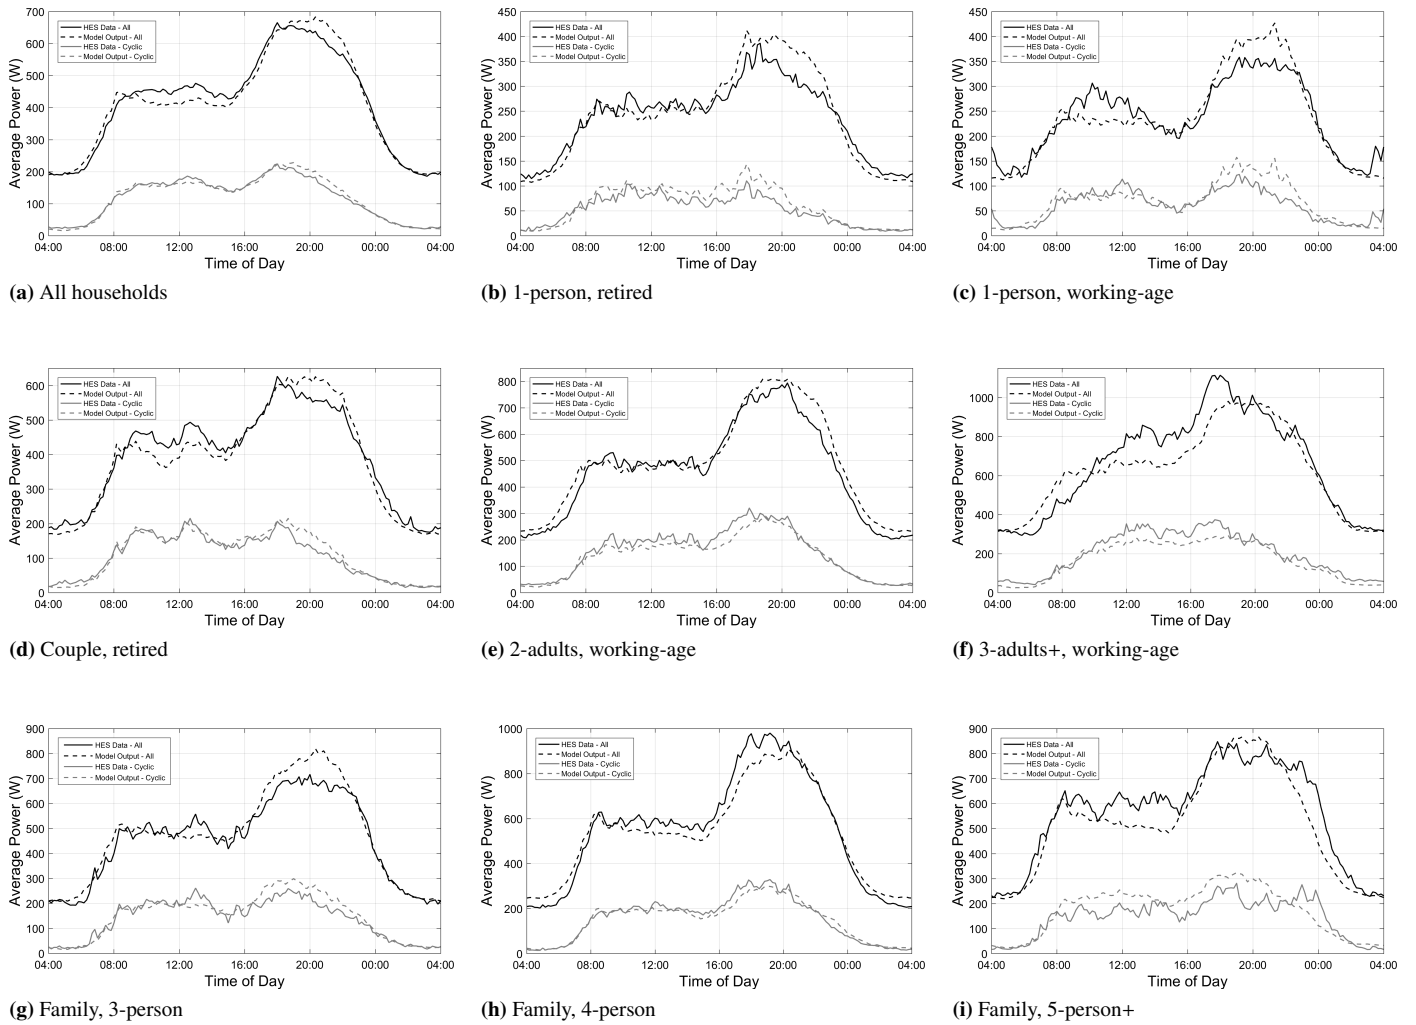 700
600
500
400
300
200
100
0
Average Power (W)
HES Data - All
Model Output - All
HES Data - Cyclic
Model Output - Cyclic
04:00 08:00 12:00 16:00 20:00 00:00 04:00
Time of Day
(a) All households
450
400
350
300
250
200
150
100
50
0
Average Power (W)
HES Data - All
Model Output - All
HES Data - Cyclic
Model Output - Cyclic
04:00 08:00 12:00 16:00 20:00 00:00 04:00
Time of Day
(b) 1-person, retired
450
400
350
300
250
200
150
100
50
0
Average Power (W)
HES Data - All
Model Output - All
HES Data - Cyclic
Model Output - Cyclic
04:00 08:00 12:00 16:00 20:00 00:00 04:00
Time of Day
(c) 1-person, working-age
600
500
400
300
200
100
0
Average Power (W)
HES Data - All
Model Output - All
HES Data - Cyclic
Model Output - Cyclic
04:00 08:00 12:00 16:00 20:00 00:00 04:00
Time of Day
(d) Couple, retired
800
700
600
500
400
300
200
100
0
Average Power (W)
HES Data - All
Model Output - All
HES Data - Cyclic
Model Output - Cyclic
04:00 08:00 12:00 16:00 20:00 00:00 04:00
Time of Day
(e) 2-adults, working-age
1000
800
600
400
200
0
Average Power (W)
HES Data - All
Model Output - All
HES Data - Cyclic
Model Output - Cyclic
04:00 08:00 12:00 16:00 20:00 00:00 04:00
Time of Day
(f) 3-adults+, working-age
900
800
700
600
500
400
300
200
100
0
Average Power (W)
HES Data - All
Model Output - All
HES Data - Cyclic
Model Output - Cyclic
04:00 08:00 12:00 16:00 20:00 00:00 04:00
Time of Day
(g) Family, 3-person
1000
800
600
400
200
0
Average Power (W)
HES Data - All
Model Output - All
HES Data - Cyclic
Model Output - Cyclic
04:00 08:00 12:00 16:00 20:00 00:00 04:00
Time of Day
(h) Family, 4-person
900
800
700
600
500
400
300
200
100
0
Average Power (W)
HES Data - All
Model Output - All
HES Data - Cyclic
Model Output - Cyclic
04:00 08:00 12:00 16:00 20:00 00:00 04:00
Time of Day
(i) Family, 5-person+